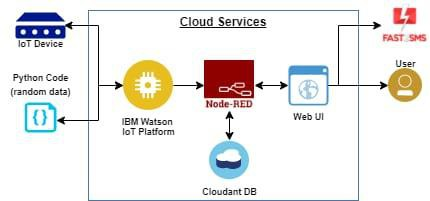 Cloud Services
IoT Device
Python Code
(random data)
{ }
IBM Watson
IoT Platform
Node-RED
Cloudant DB
Web UI
FAST2SMS
User